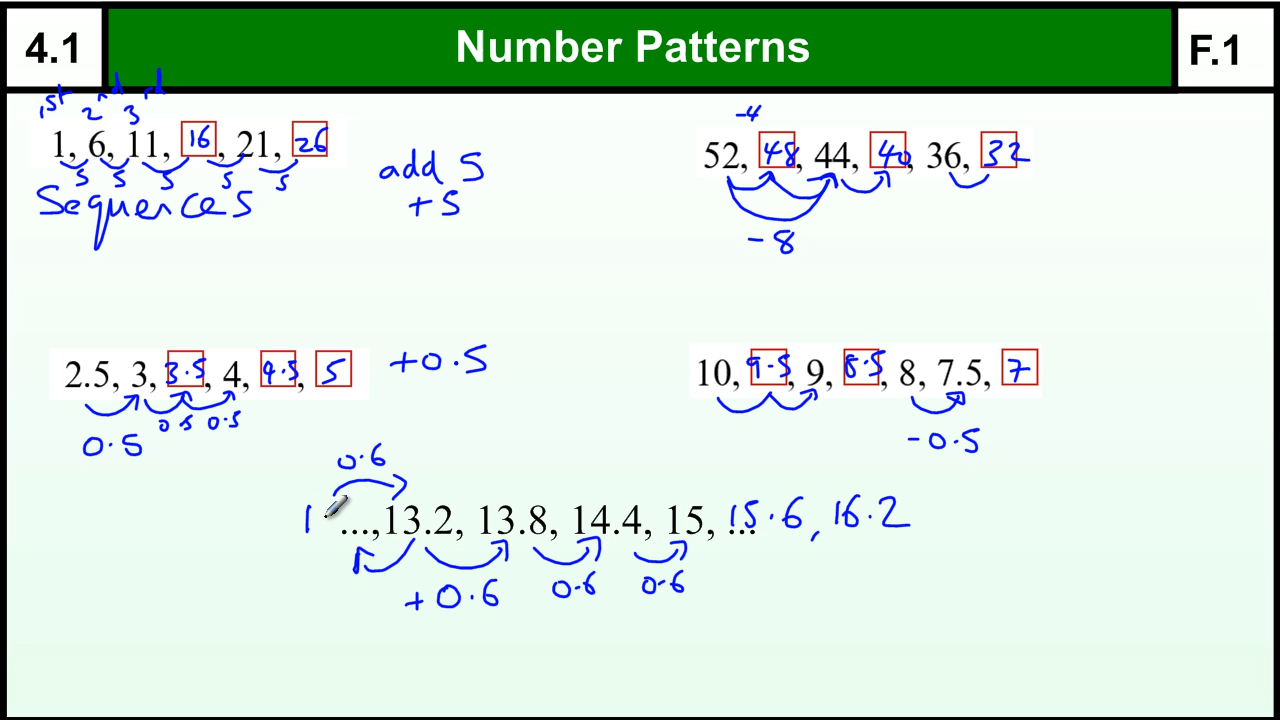 4.1 Number Patterns F.1
1st 2nd 3rd
1, 6, 11, 16, 21, 26
5 5 5 5 5
Sequences
add 5
+5
-4
52, 48, 44, 40, 36, 32
-8
2.5, 3, 3.5, 4, 4.5, 5
+0.5
0.5 0.5 0.5
10, 9.5, 9, 8.5, 8, 7.5, 7
-0.5
0.6
1 ...,13.2, 13.8, 14.4, 15, ... 15.6, 16.2
+0.6 0.6 0.6